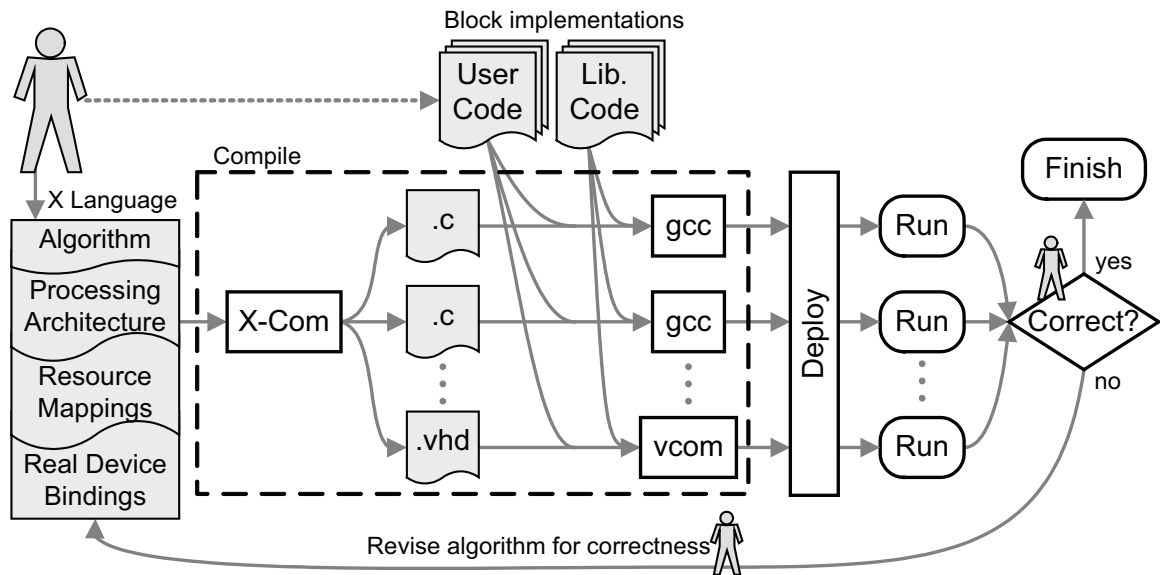 Block implementations
User
Code
Lib.
Code
Compile
Finish
X Language
Algorithm
Processing
Architecture
Resource
Mappings
Real Device
Bindings
X-Com
.c
.c
.vhd
gcc
gcc
vcom
Deploy
Run
Run
Run
Correct?
yes
no
Revise algorithm for correctness